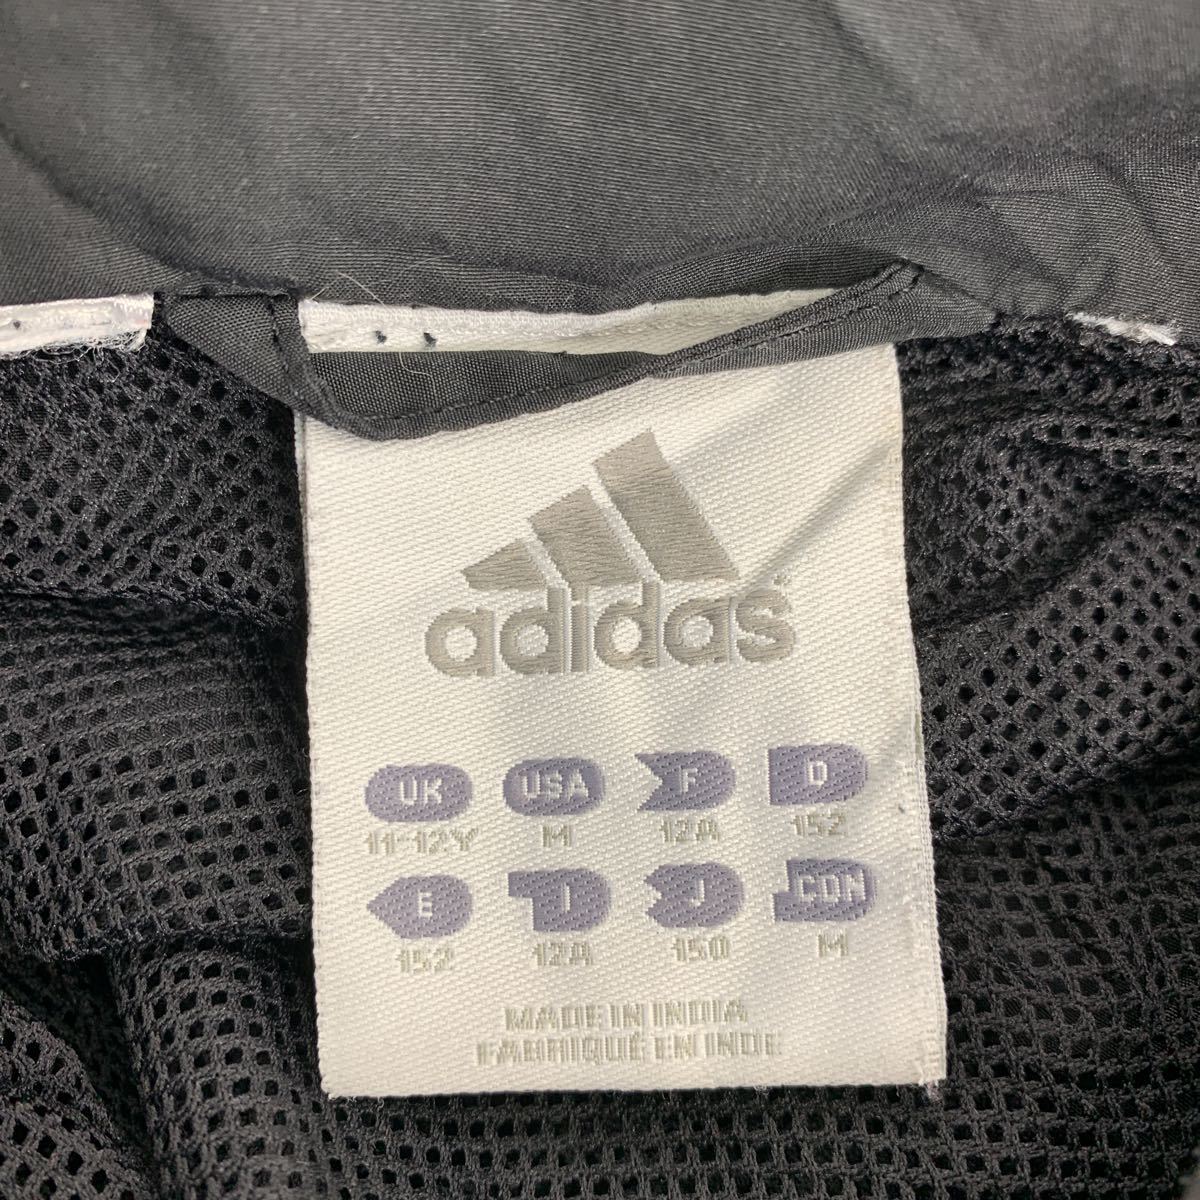 adidas
UK USA F D
11-12Y M 12A 152
E I J CDN
152 12A 150 M
MADE IN INDIA
FABRIQUÉ EN INDE